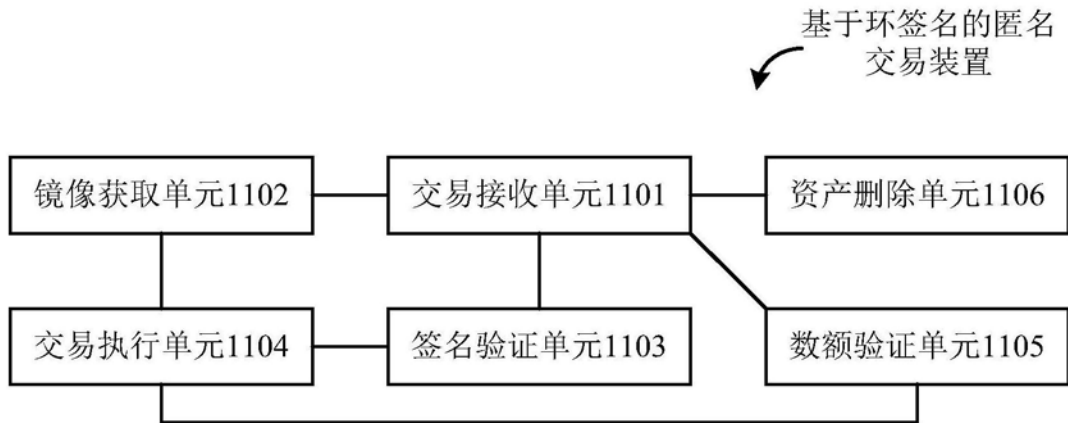 基于环签名的匿名
交易装置
镜像获取单元1102
交易接收单元1101
资产删除单元1106
交易执行单元1104
签名验证单元1103
数额验证单元1105